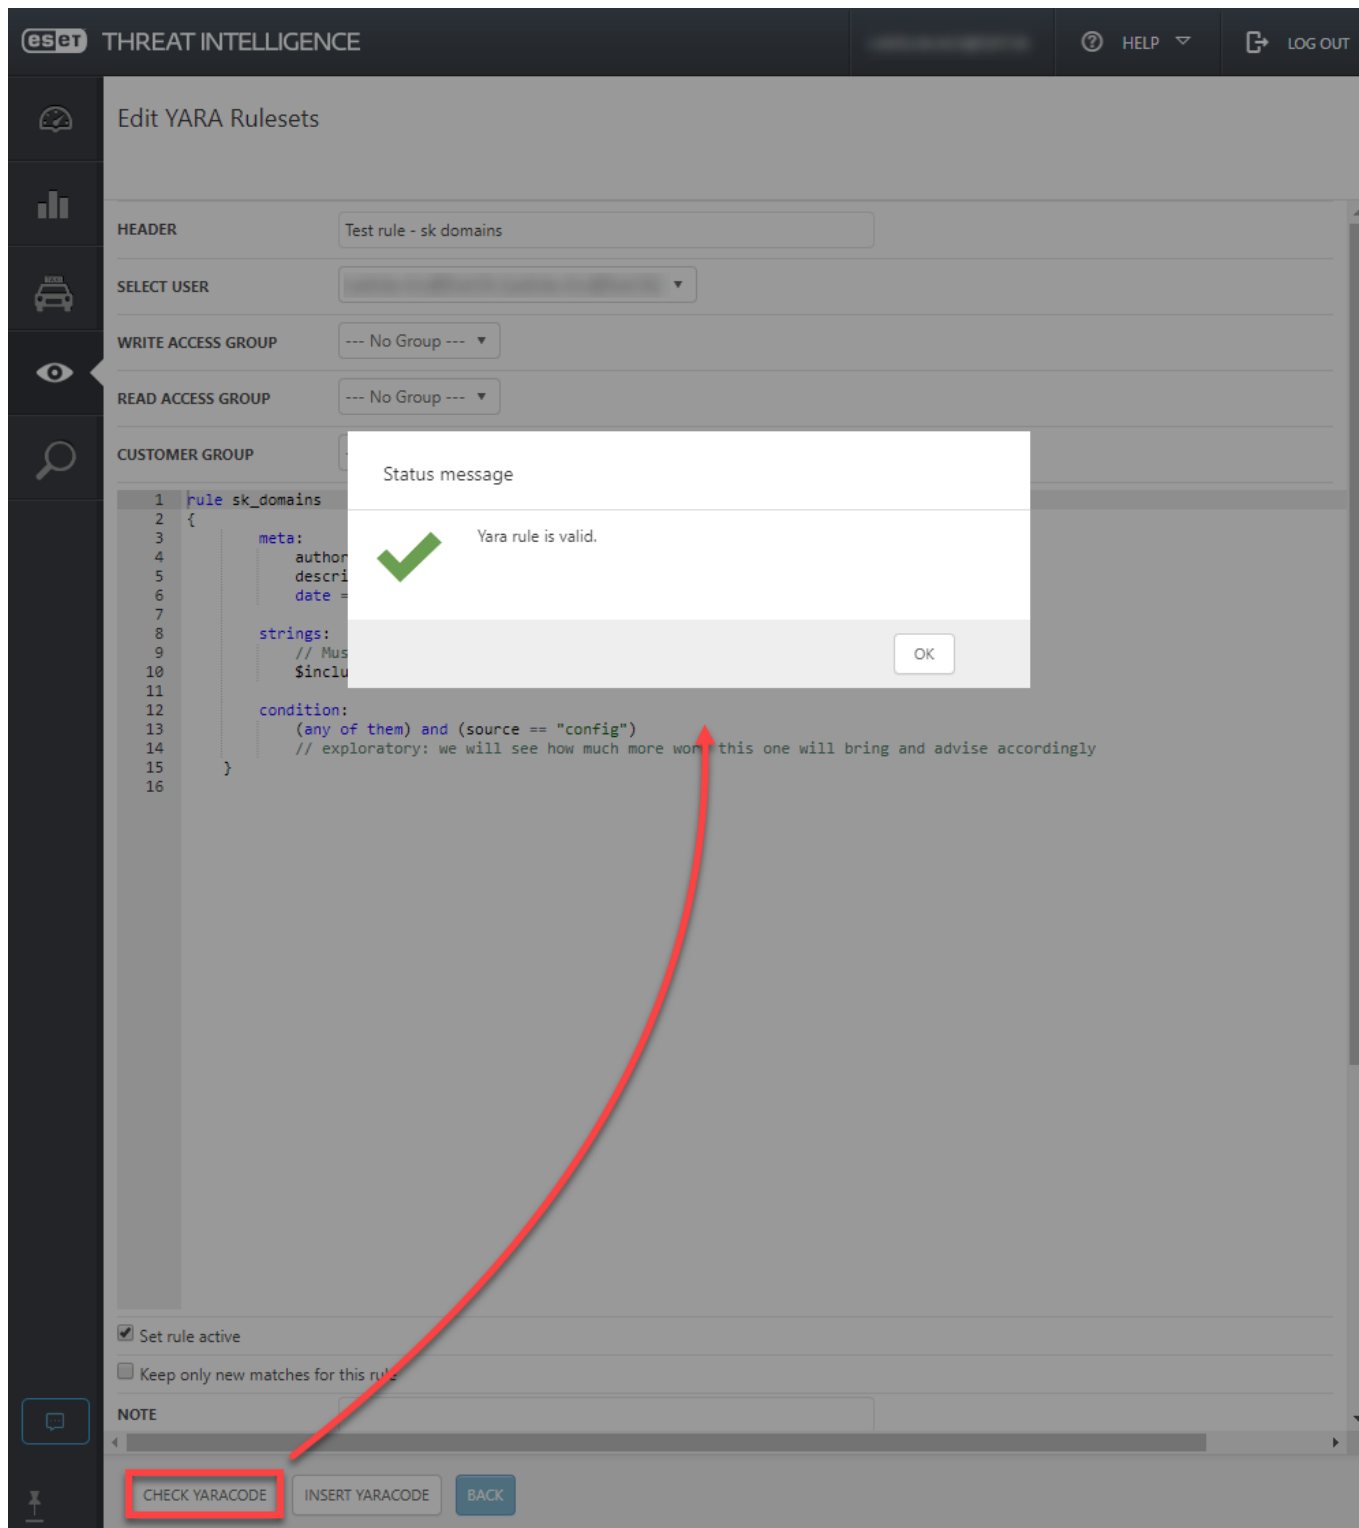 eset THREAT INTELLIGENCE
HELP
LOG OUT
Edit YARA Rulesets
HEADER Test rule - sk domains
SELECT USER
WRITE ACCESS GROUP --- No Group ---
READ ACCESS GROUP --- No Group ---
CUSTOMER GROUP
Status message
Yara rule is valid.
OK
1 rule sk_domains
2 {
3 meta:
4 author
5
6 date =
7
8 strings:
9 //
10
11
12 condition:
13 (any of them) and (source == "config")
14 // exploratory: we will see how much more work this one will bring and advise accordingly
15 }
16
Set rule active
Keep only new matches for this rule
NOTE
CHECK YARACODE INSERT YARACODE BACK